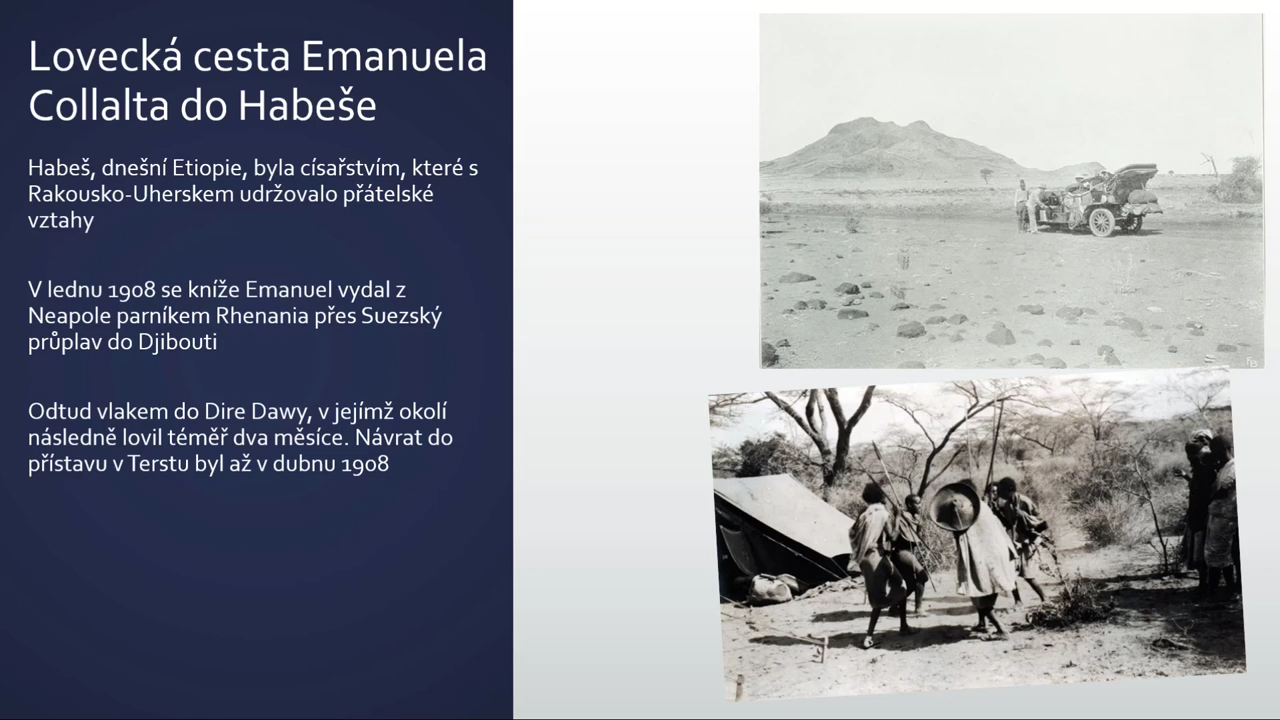 Lovecká cesta Emanuela
Collalta do Habeše
Habeš, dnešní Etiopie, byla císařstvím, které s
Rakousko-Uherskem udržovalo přátelské
vztahy
V lednu 1908 se kníže Emanuel vydal z
Neapole parníkem Rhenania přes Suezský
průplav do Djibouti
Odtud vlakem do Dire Dawy, v jejímž okolí
následně lovil téměř dva měsíce. Návrat do
přístavu v Terstu byl až v dubnu 1908